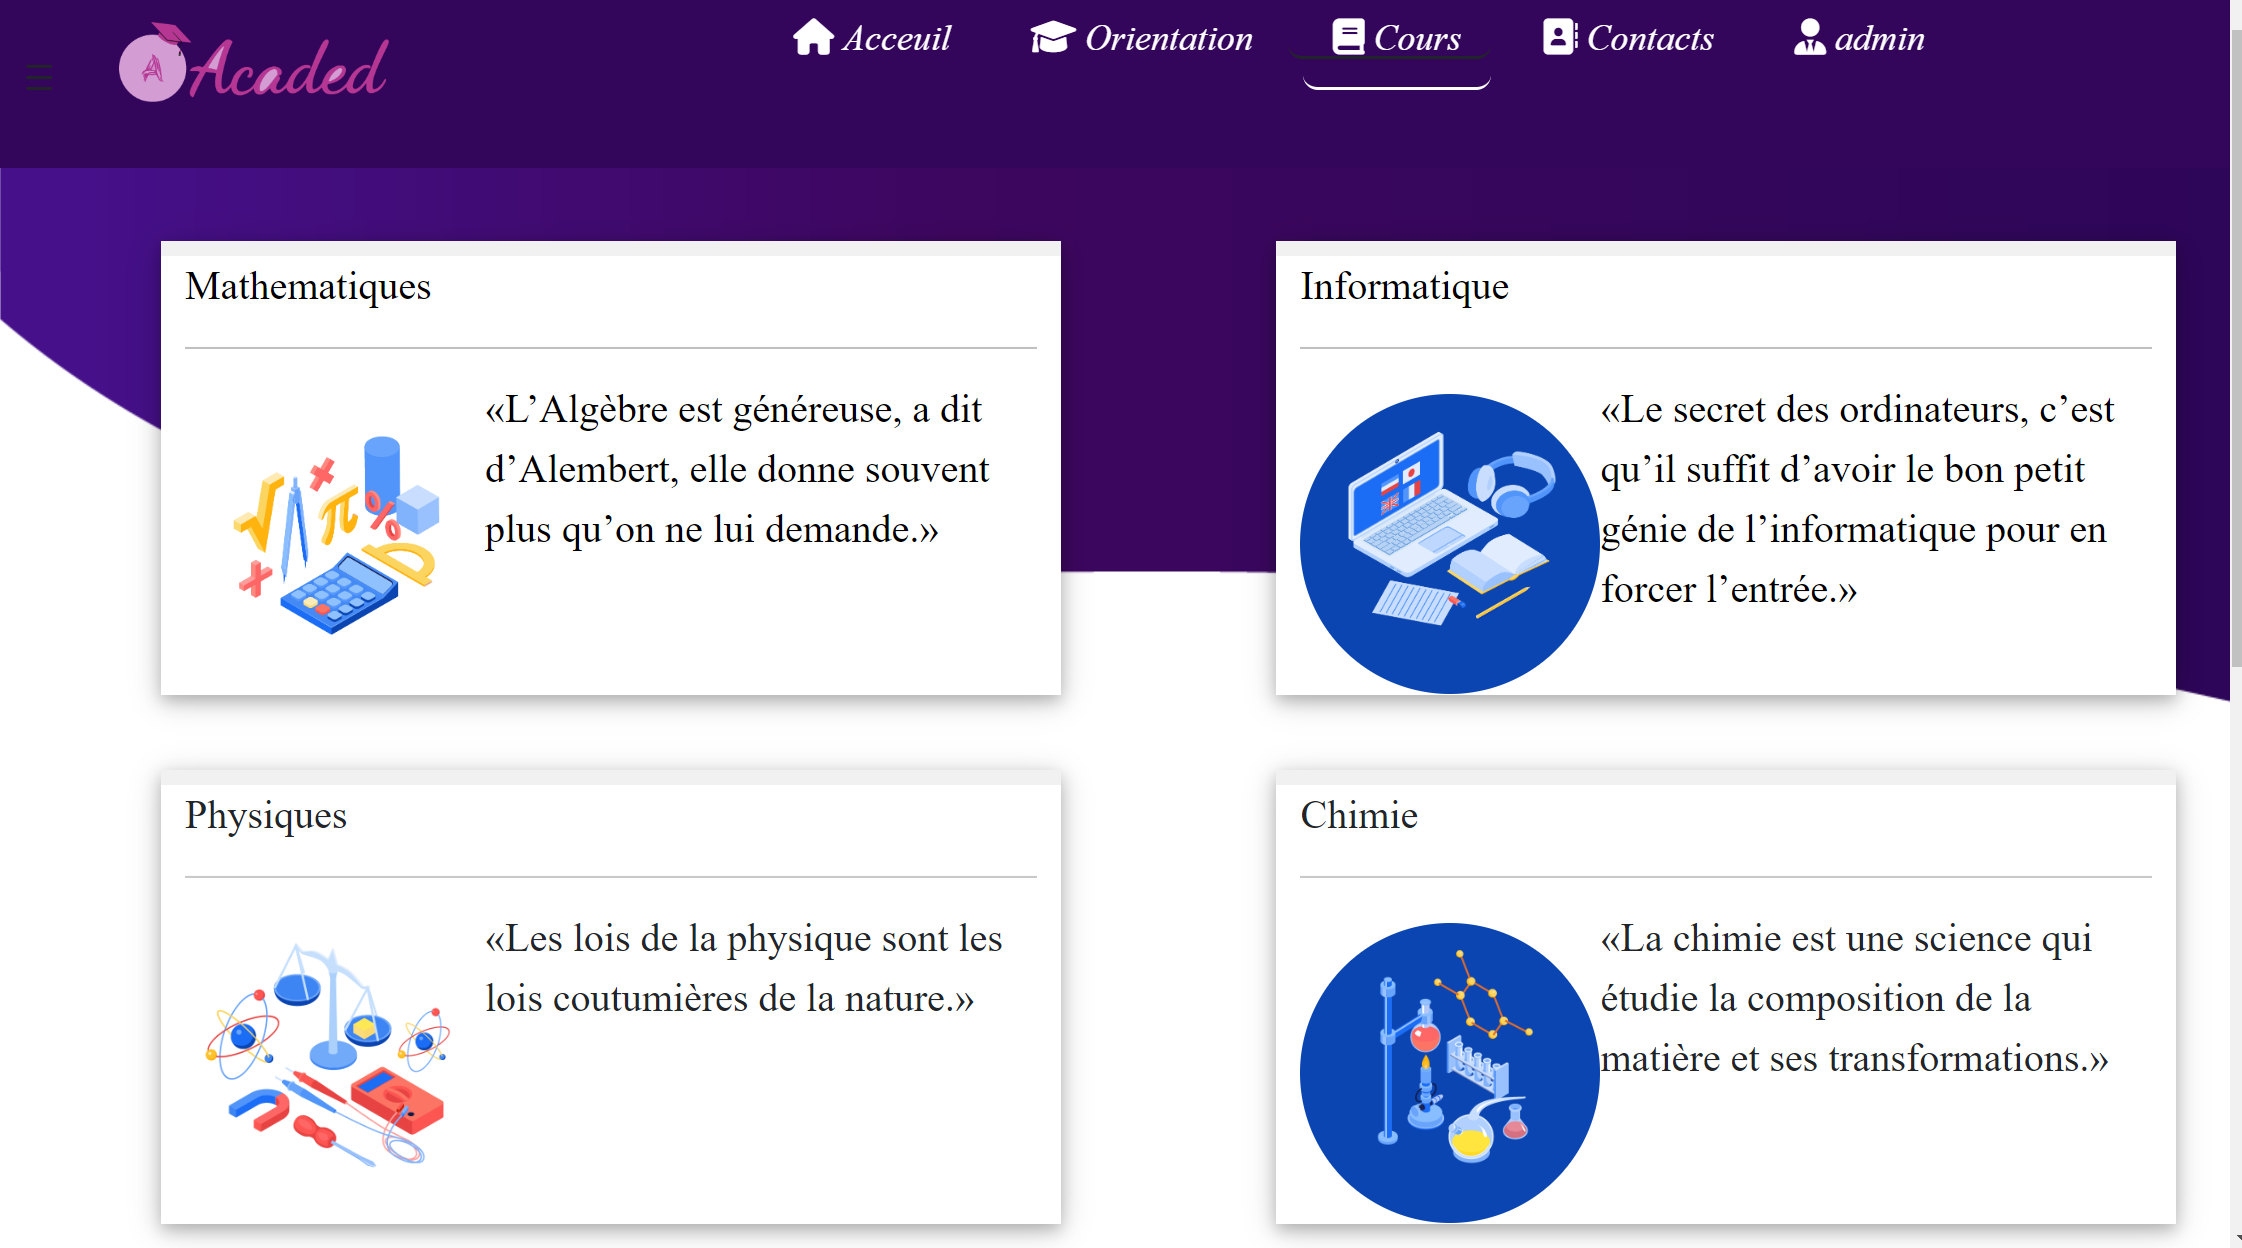 Acaded
Acceuil
Orientation
Cours
Contacts
admin
Mathematiques
«L’Algèbre est généreuse, a dit
d’Alembert, elle donne souvent
plus qu’on ne lui demande.»
Informatique
«Le secret des ordinateurs, c’est
qu’il suffit d’avoir le bon petit
génie de l’informatique pour en
forcer l’entrée.»
Physiques
«Les lois de la physique sont les
lois coutumières de la nature.»
Chimie
«La chimie est une science qui
étudie la composition de la
matière et ses transformations.»